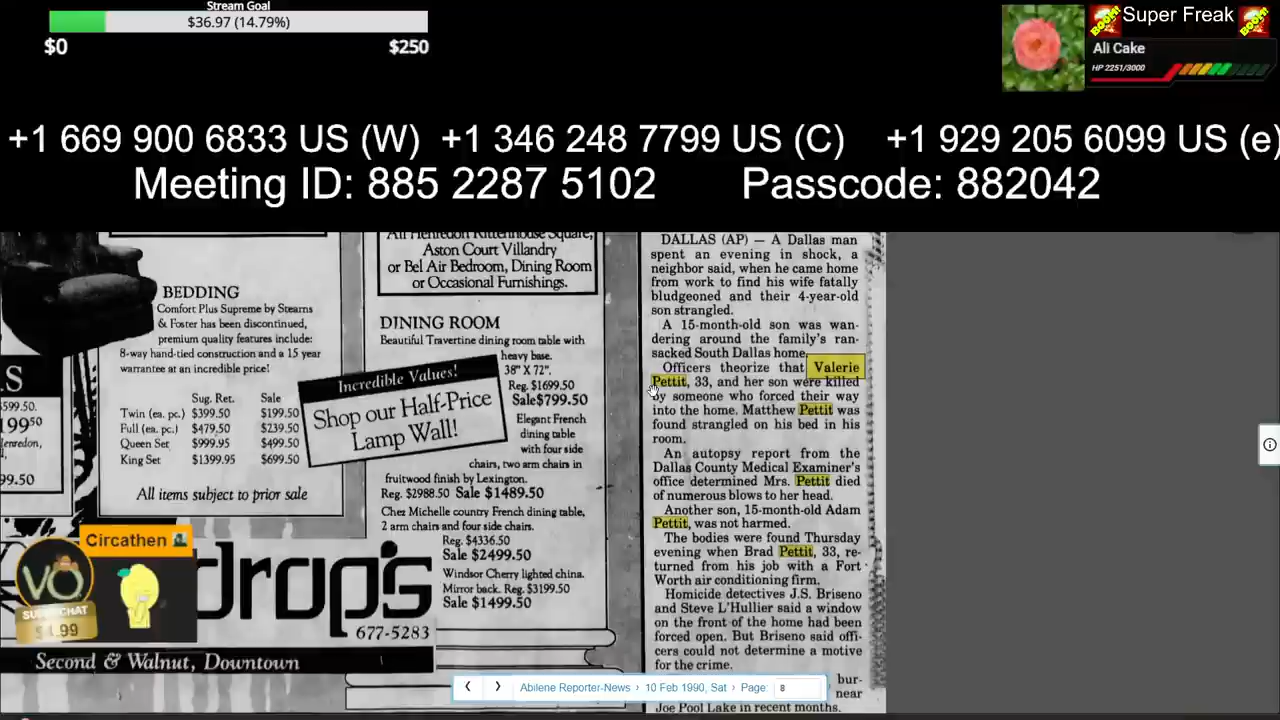 Stream Goal
$36.97 (14.79%)
$0
$250
Super Freak
Ali Cake
HP 2251/3000
+1 669 900 6833 US (W) +1 346 248 7799 US (C) +1 929 205 6099 US (e)
Meeting ID: 885 2287 5102 Passcode: 882042
BEDDING
Comfort Plus Supreme by Stearns
& Foster has been discontinued,
premium quality features include:
8-way hand-tied construction and a 15 year
warranty at an incredible price!
Sug. Ret. Sale
Twin (ea. pc.) $399.50 $199.50
Full (ea. pc.) $479.50 $239.50
Queen Set $999.95 $499.50
King Set $1399.95 $699.50
All items subject to prior sale
Aston Court Villandry
or Bel Air Bedroom, Dining Room
or Occasional Furnishings.
DINING ROOM
Beautiful Travertine dining room table with
heavy base.
38" X 72".
Reg. $1699.50
Sale $799.50
Elegant French
dining table
with four side
chairs, two arm chairs in
fruitwood finish by Lexington.
Reg. $2988.50 Sale $1489.50
Chez Michelle country French dining table,
2 arm chairs and four side chairs.
Reg. $4336.50
Sale $2499.50
Windsor Cherry lighted china.
Mirror back. Reg. $3199.50
Sale $1499.50
Incredible Values!
Shop our Half-Price
Lamp Wall!
$599.50.
99.50
Circathen
VO
SUPERCHAT
$4.99
drop's
677-5283
Second & Walnut, Downtown
DALLAS (AP) — A Dallas man
spent an evening in shock, a
neighbor said, when he came home
from work to find his wife fatally
bludgeoned and their 4-year-old
son strangled.
A 15-month-old son was wan-
dering around the family's ran-
sacked South Dallas home.
Officers theorize that Valerie
Pettit, 33, and her son were killed
by someone who forced their way
into the home. Matthew Pettit was
found strangled on his bed in his
room.
An autopsy report from the
Dallas County Medical Examiner's
office determined Mrs. Pettit died
of numerous blows to her head.
Another son, 15-month-old Adam
Pettit, was not harmed.
The bodies were found Thursday
evening when Brad Pettit, 33, re-
turned from his job with a Fort
Worth air conditioning firm.
Homicide detectives J.S. Briseno
and Steve L'Hullier said a window
on the front of the home had been
forced open. But Briseno said offi-
cers could not determine a motive
for the crime.
bur-
near
Joe Pool Lake in recent months.
Abilene Reporter-News › 10 Feb 1990, Sat › Page: 8